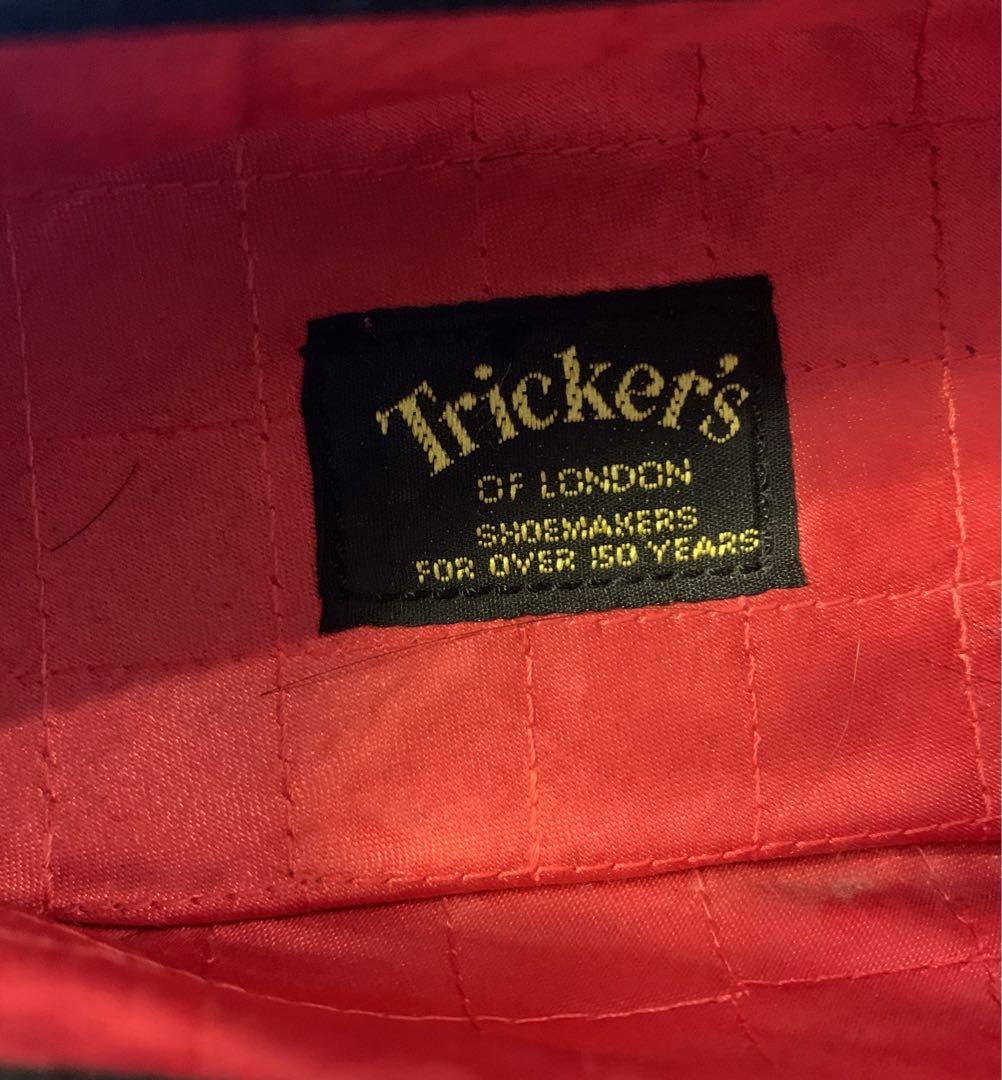 Tricker's
OF LONDON
SHOEMAKERS
FOR OVER 150 YEARS